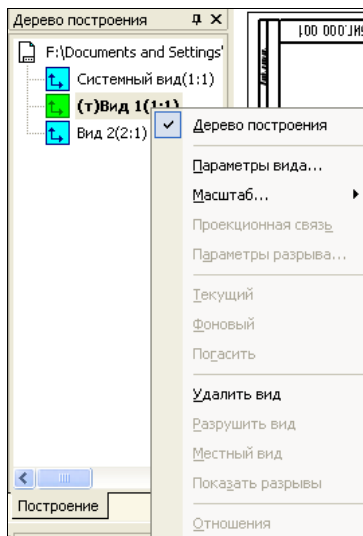 Дерево построения
F:\Documents and Settings'
Системный вид(1:1)
(т)Вид 1(1:1)
Вид 2(2:1)
Дерево построения
Параметры вида...
Масштаб...
Проекционная связь
Параметры разрыва...
Текущий
Фоновый
Погасить
Удалить вид
Разрушить вид
Местный вид
Показать разрывы
Отношения
Построение